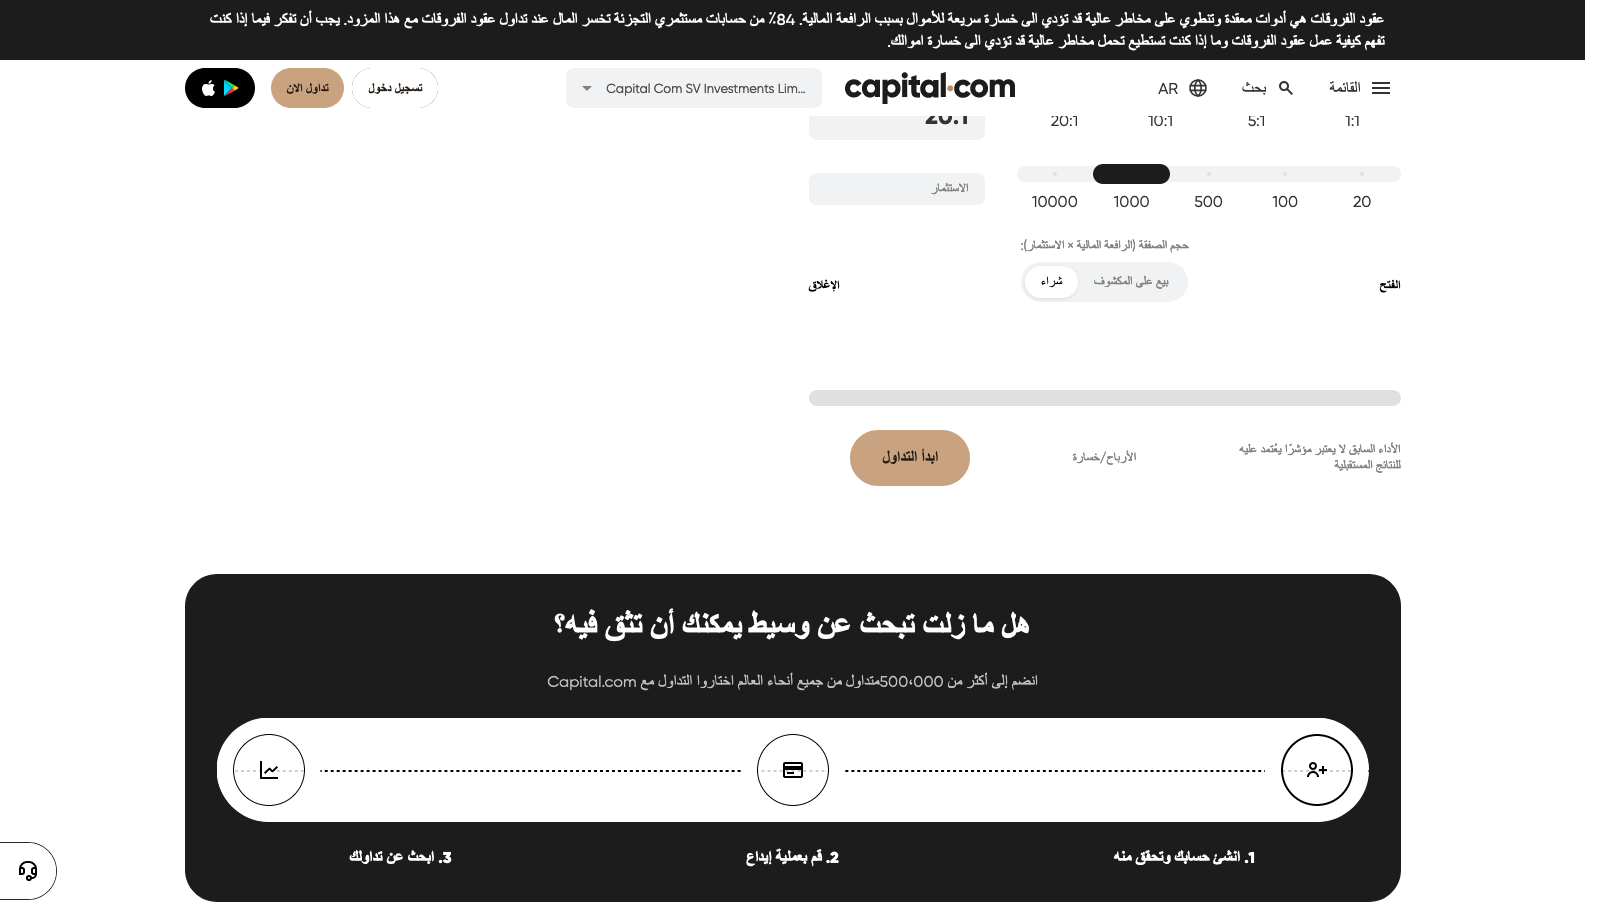 عقود الفروقات هي أدوات معقدة وتنطوي على مخاطر عالية قد تؤدي الى خسارة سريعة للأموال بسبب الرافعة المالية. 84٪ من حسابات مستثمري التجزئة تخسر المال عند تداول عقود الفروقات مع هذا المزود. يجب أن تفكر فيما إذا كنت
تفهم كيفية عمل عقود الفروقات وما إذا كنت تستطيع تحمل مخاطر عالية قد تؤدي الى خسارة اموالك.
القائمة
بحث
AR
capital.com
Capital Com SV Investments Lim...
تسجيل دخول
تداول الان
1:1
5:1
10:1
20:1
20:1
20
100
500
1000
10000
الاستثمار
حجم الصفقة (الرافعة المالية × الاستثمار):
الفتح
بيع على المكشوف
شراء
الإغلاق
الأداء السابق لا يعتبر مؤشرًا يُعتمد عليه
للنتائج المستقبلية
الأرباح/خسارة
ابدأ التداول
هل ما زلت تبحث عن وسيط يمكنك أن تثق فيه؟
انضم إلى أكثر من 500،000متداول من جميع أنحاء العالم اختاروا التداول مع Capital.com
1. انشئ حسابك وتحقق منه
2. قم بعملية إيداع
3. ابحث عن تداولك